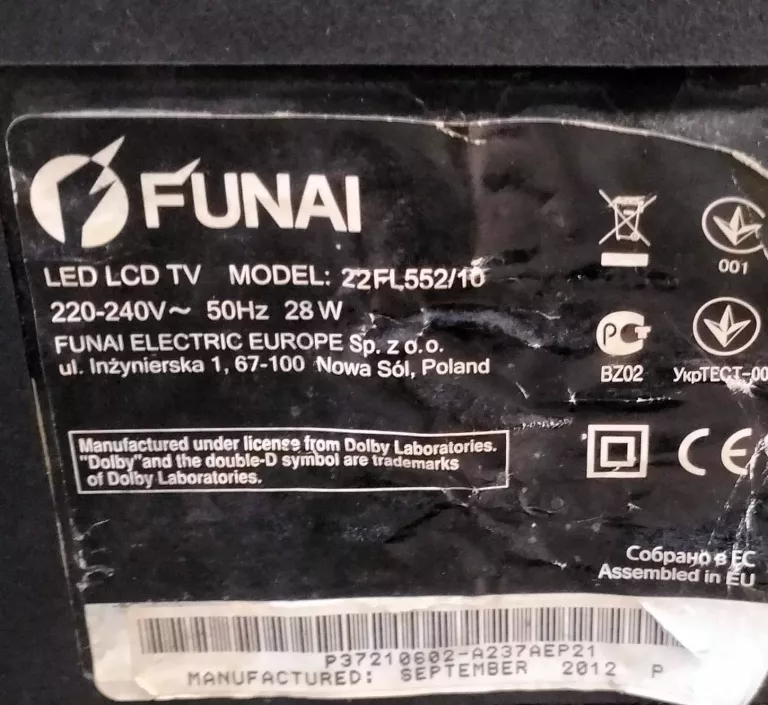 FUNAI
LED LCD TV MODEL: 22FL552/10
220-240V~ 50Hz 28W
FUNAI ELECTRIC EUROPE Sp. z o.o.
ul. Inżynierska 1, 67-100 Nowa Sól, Poland
001
BZ02
УкрТЕСТ-00
Manufactured under license from Dolby Laboratories.
"Dolby" and the double-D symbol are trademarks
of Dolby Laboratories.
CE
Собрано в ЕС
Assembled in EU
P37210602-A237AEP21
MANUFACTURED: SEPTEMBER 2012 P